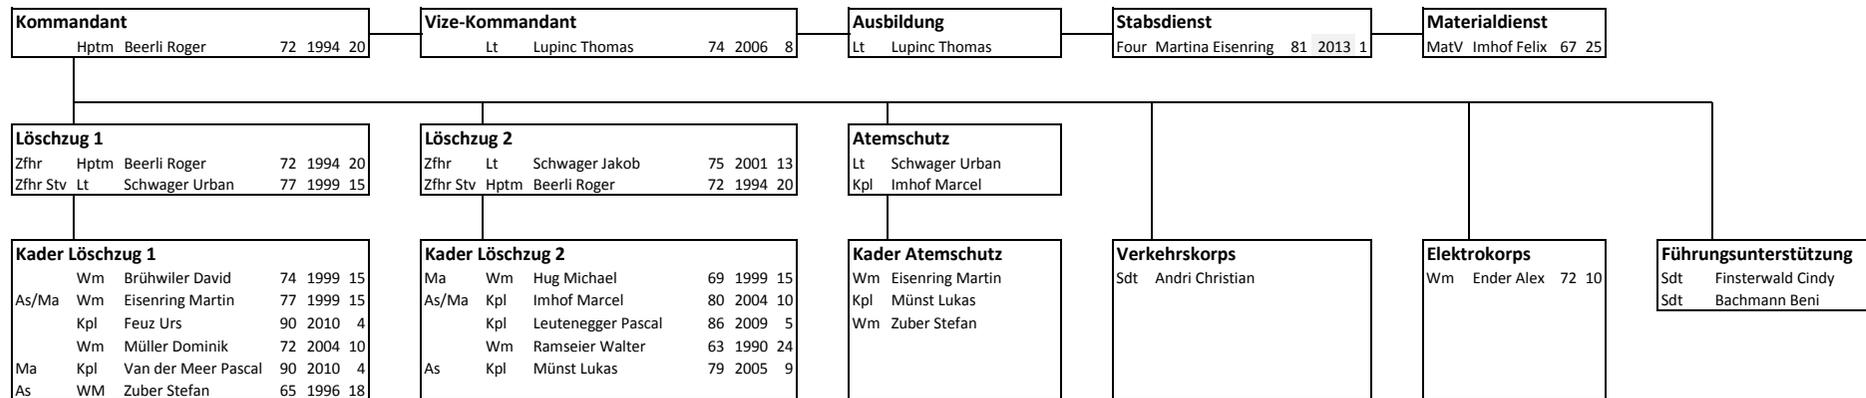 Kommandant
Hptm Beerli Roger 72 1994 20
Vize-Kommandant
Lt Lupinc Thomas 74 2006 8
Ausbildung
Lt Lupinc Thomas
Stabsdienst
Four Martina Eisenring 81 2013 1
Materialdienst
MatV Imhof Felix 67 25
Löschzug 1
Zfhr Hptm Beerli Roger 72 1994 20
Zfhr Stv Lt Schwager Urban 77 1999 15
Löschzug 2
Zfhr Lt Schwager Jakob 75 2001 13
Zfhr Stv Hptm Beerli Roger 72 1994 20
Atemschutz
Lt Schwager Urban
Kpl Imhof Marcel
Kader Löschzug 1
Wm Brühwiler David 74 1999 15
As/Ma Wm Eisenring Martin 77 1999 15
Kpl Feuz Urs 90 2010 4
Wm Müller Dominik 72 2004 10
Ma Kpl Van der Meer Pascal 90 2010 4
As WM Zuber Stefan 65 1996 18
Kader Löschzug 2
Ma Wm Hug Michael 69 1999 15
As/Ma Kpl Imhof Marcel 80 2004 10
Kpl Leutenegger Pascal 86 2009 5
Wm Ramseier Walter 63 1990 24
As Kpl Münst Lukas 79 2005 9
Kader Atemschutz
Wm Eisenring Martin
Kpl Münst Lukas
Wm Zuber Stefan
Verkehrskorps
Sdt Andri Christian
Elektrokorps
Wm Ender Alex 72 10
Führungsunterstützung
Sdt Finsterwald Cindy
Sdt Bachmann Beni